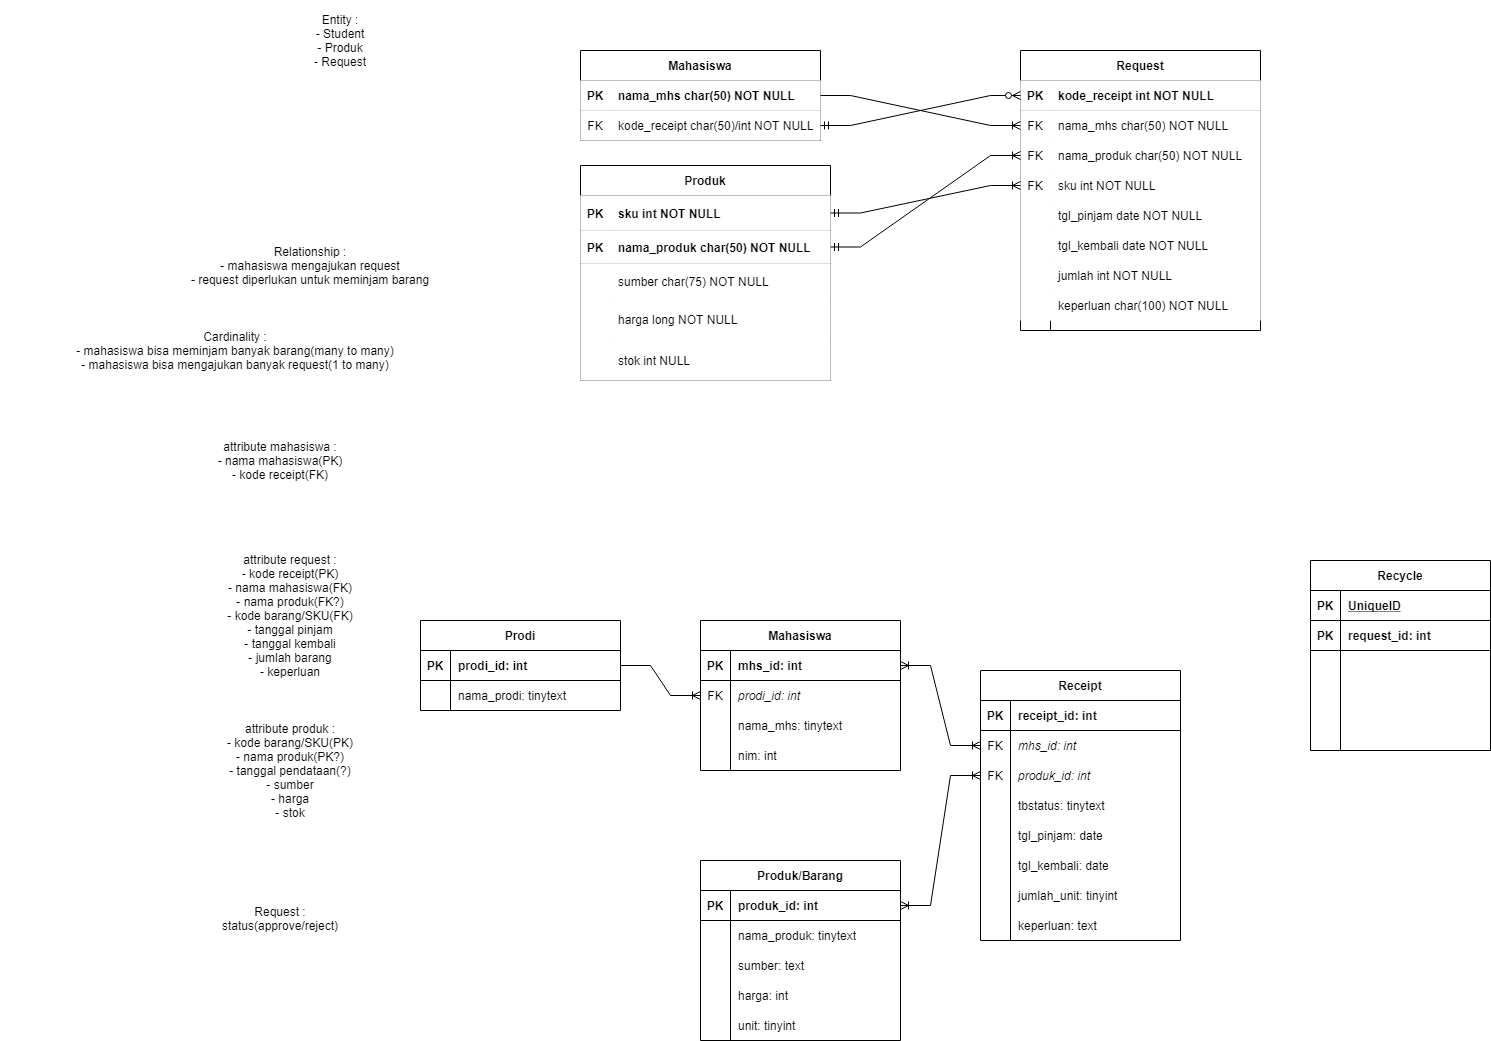 Entity :
- Student
- Produk
- Request
Mahasiswa
PK nama_mhs char(50) NOT NULL
FK kode_receipt char(50)/int NOT NULL
Request
PK kode_receipt int NOT NULL
FK nama_mhs char(50) NOT NULL
FK nama_produk char(50) NOT NULL
FK sku int NOT NULL
tgl_pinjam date NOT NULL
tgl_kembali date NOT NULL
jumlah int NOT NULL
keperluan char(100) NOT NULL
Produk
PK sku int NOT NULL
PK nama_produk char(50) NOT NULL
sumber char(75) NOT NULL
harga long NOT NULL
stok int NULL
Relationship :
- mahasiswa mengajukan request
- request diperlukan untuk meminjam barang
Cardinality :
- mahasiswa bisa meminjam banyak barang(many to many)
- mahasiswa bisa mengajukan banyak request(1 to many)
attribute mahasiswa :
- nama mahasiswa(PK)
- kode receipt(FK)
attribute request :
- kode receipt(PK)
- nama mahasiswa(FK)
- nama produk(FK?)
- kode barang/SKU(FK)
- tanggal pinjam
- tanggal kembali
- jumlah barang
- keperluan
attribute produk :
- kode barang/SKU(PK)
- nama produk(PK?)
- tanggal pendataan(?)
- sumber
- harga
- stok
Request :
status(approve/reject)
Prodi
PK prodi_id: int
nama_prodi: tinytext
Mahasiswa
PK mhs_id: int
FK prodi_id: int
nama_mhs: tinytext
nim: int
Produk/Barang
PK produk_id: int
nama_produk: tinytext
sumber: text
harga: int
unit: tinyint
Receipt
PK receipt_id: int
FK mhs_id: int
FK produk_id: int
tbstatus: tinytext
tgl_pinjam: date
tgl_kembali: date
jumlah_unit: tinyint
keperluan: text
Recycle
PK UniqueID
PK request_id: int